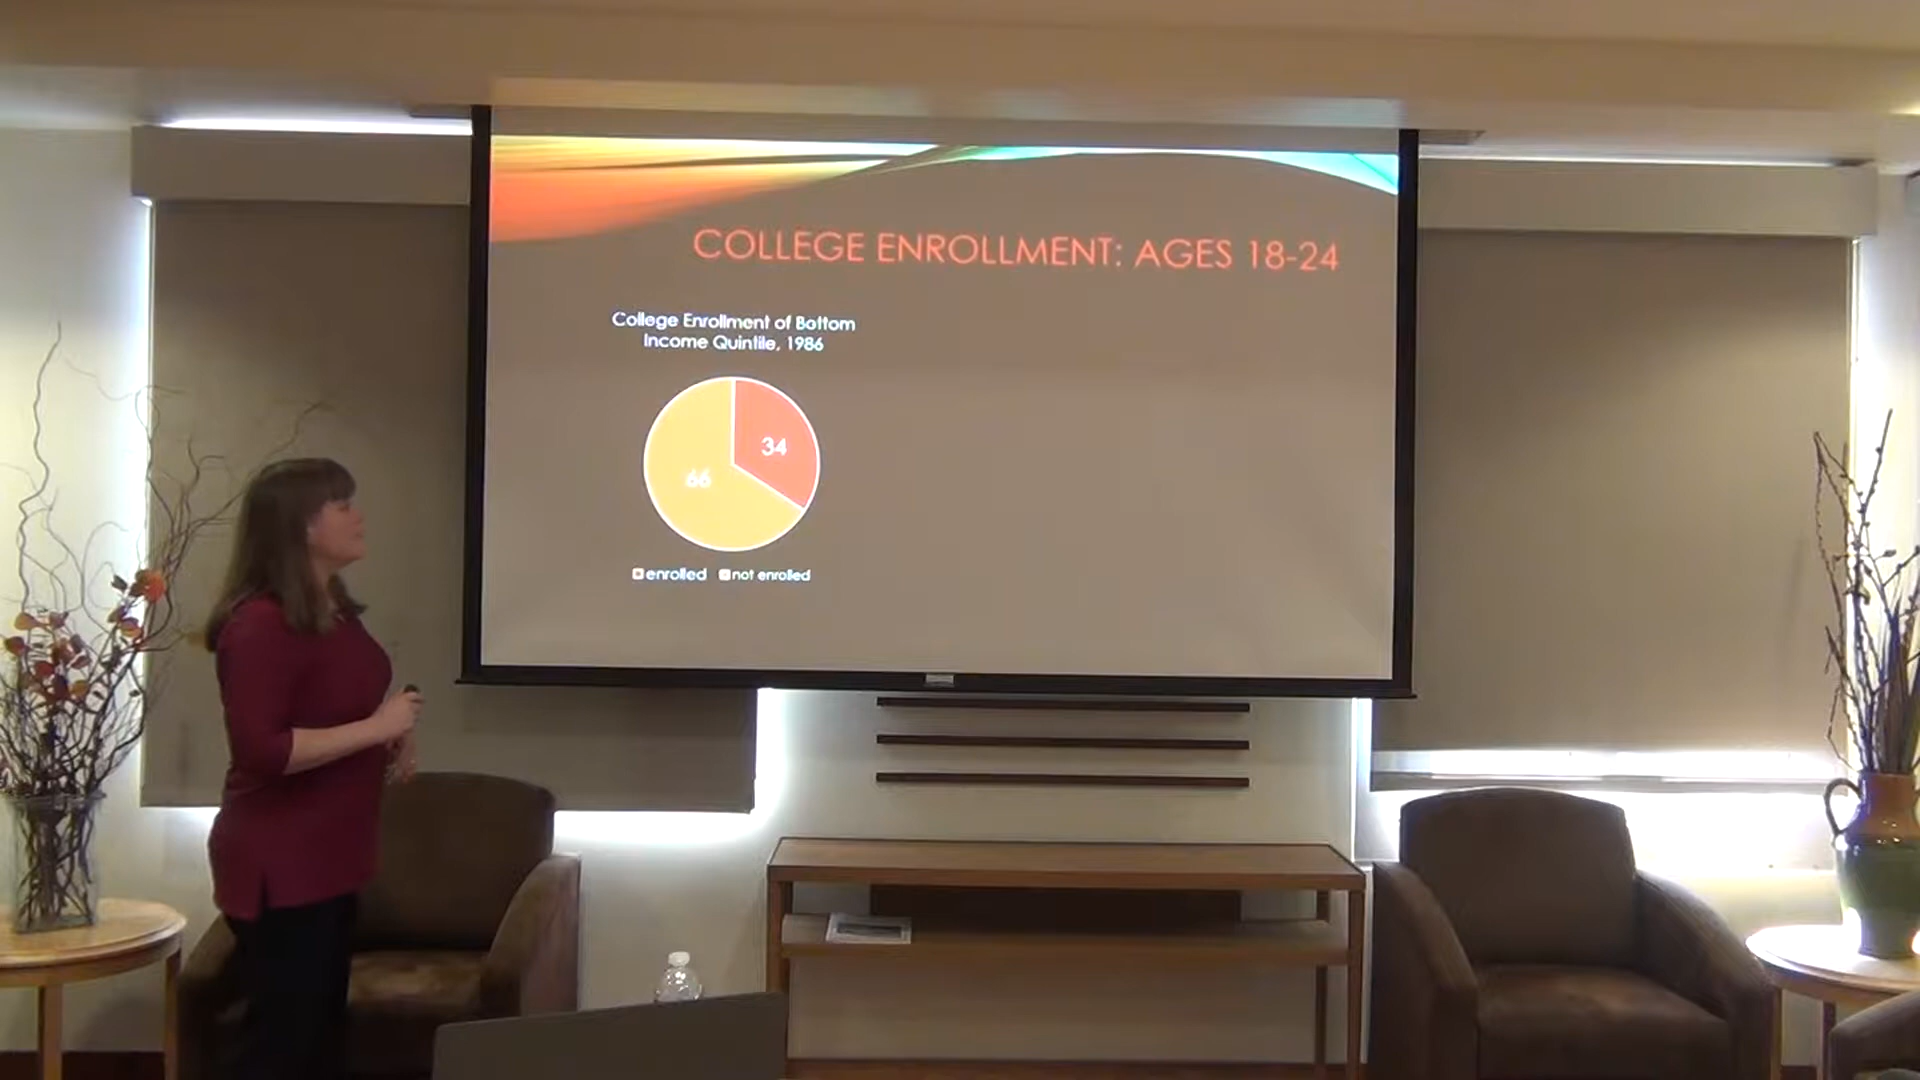 COLLEGE ENROLLMENT: AGES 18-24
College Enrollment of Bottom
Income Quintile, 1986
34
66
enrolled not enrolled